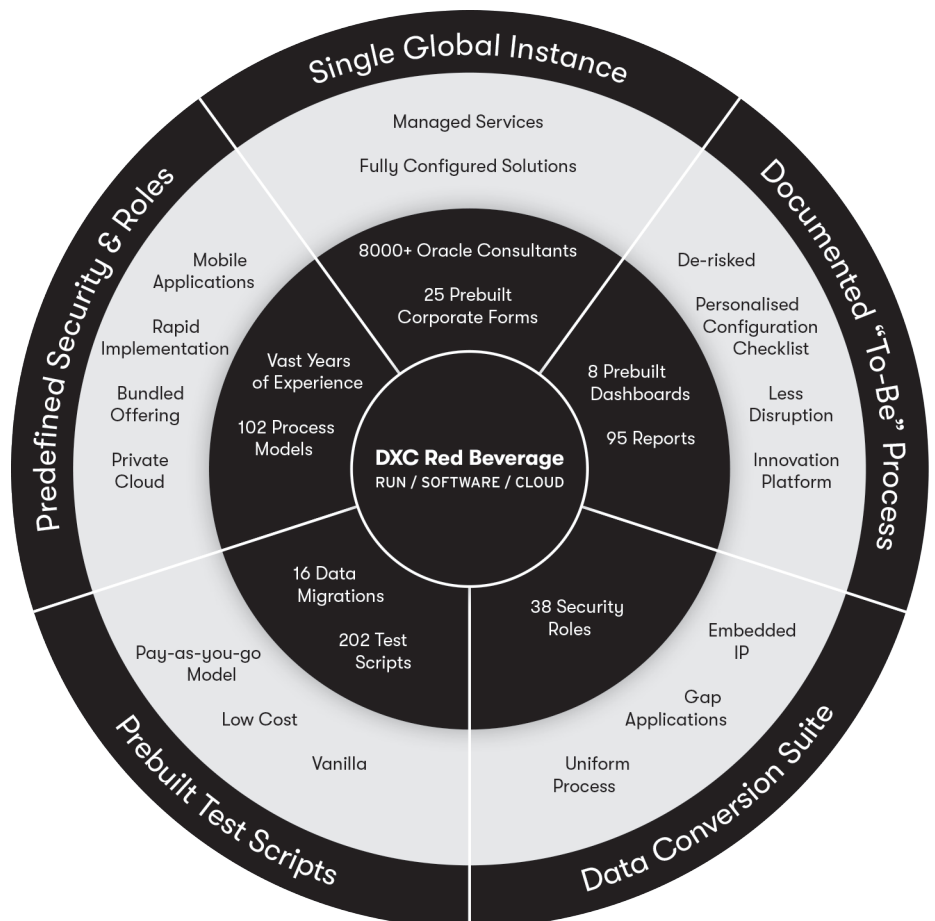 Single Global Instance
Managed Services
Fully Configured Solutions
8000+ Oracle Consultants
25 Prebuilt
Corporate Forms
Documented “To-Be” Process
De-risked
Personalised
Configuration
Checklist
Less
Disruption
Innovation
Platform
8 Prebuilt
Dashboards
95 Reports
Data Conversion Suite
Embedded
IP
Gap
Applications
Uniform
Process
38 Security
Roles
Prebuilt Test Scripts
Pay-as-you-go
Model
Low Cost
Vanilla
16 Data
Migrations
202 Test
Scripts
Predefined Security & Roles
Mobile
Applications
Rapid
Implementation
Bundled
Offering
Private
Cloud
Vast Years
of Experience
102 Process
Models
DXC Red Beverage
RUN / SOFTWARE / CLOUD